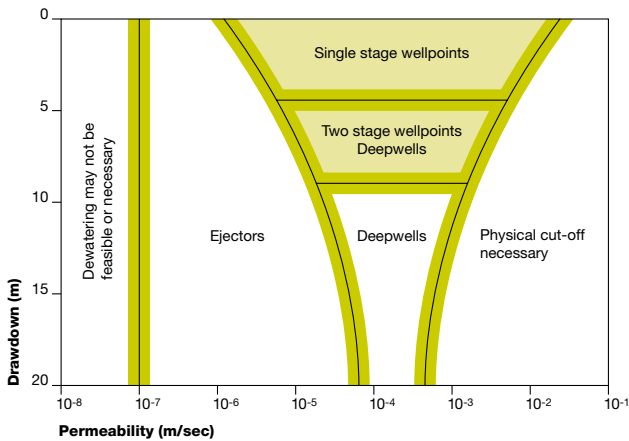 0
5
10
15
20
Drawdown (m)
Dewatering may not be
feasible or necessary
Single stage wellpoints
Two stage wellpoints
Deepwells
Ejectors
Deepwells
Physical cut-off
necessary
10-8
10-7
10-6
10-5
10-4
10-3
10-2
10-1
Permeability (m/sec)